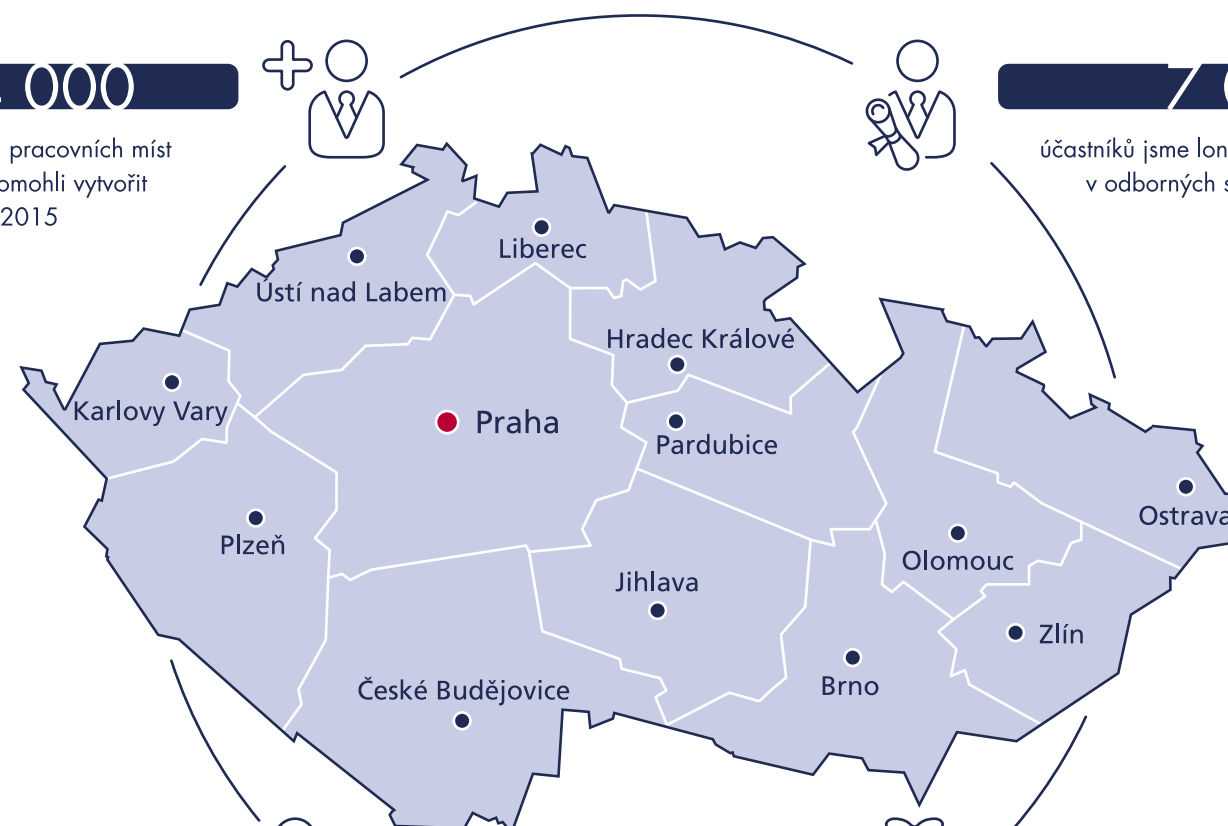 000
pracovních míst
omohli vytvořit
2015
7
účastníků jsme lon
v odborných s
Liberec
Ústí nad Labem
Hradec Králové
Karlovy Vary
Praha
Pardubice
Ostrava
Plzeň
Olomouc
Jihlava
Zlín
Brno
České Budějovice